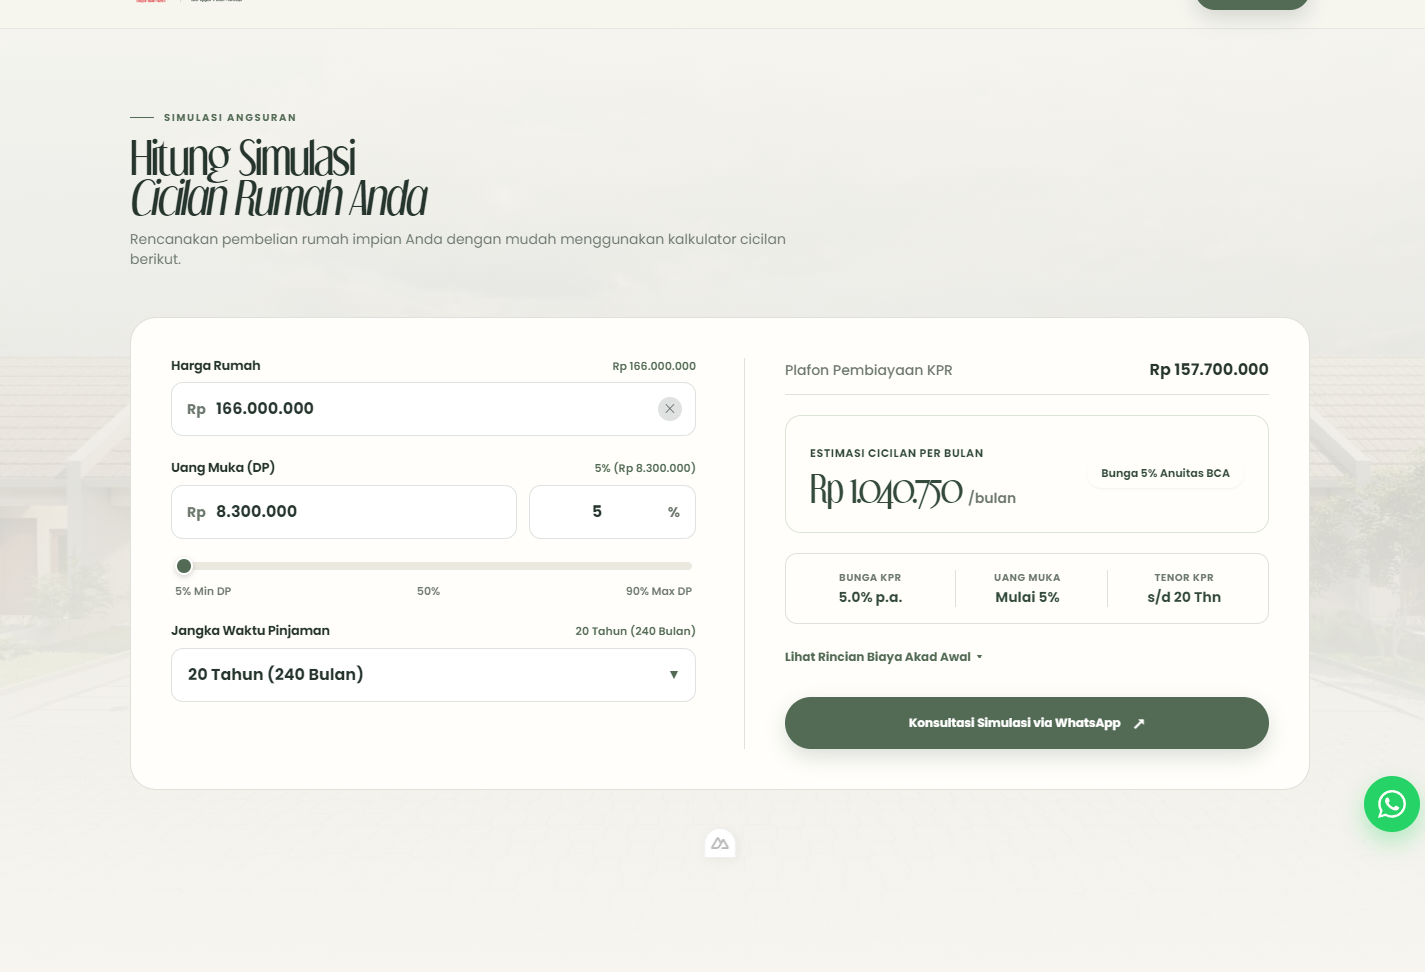 SIMULASI ANGSURAN
Hitung Simulasi
Cicilan Rumah Anda
Rencanakan pembelian rumah impian Anda dengan mudah menggunakan kalkulator cicilan
berikut.
Harga Rumah
Rp 166.000.000
Rp 166.000.000
Uang Muka (DP)
5% (Rp 8.300.000)
Rp 8.300.000
5 %
5% Min DP
50%
90% Max DP
Jangka Waktu Pinjaman
20 Tahun (240 Bulan)
20 Tahun (240 Bulan) ▼
Plafon Pembiayaan KPR
Rp 157.700.000
ESTIMASI CICILAN PER BULAN
Rp 1.040.750 /bulan
Bunga 5% Anuitas BCA
BUNGA KPR
5.0% p.a.
UANG MUKA
Mulai 5%
TENOR KPR
s/d 20 Thn
Lihat Rincian Biaya Akad Awal
Konsultasi Simulasi via WhatsApp ↗